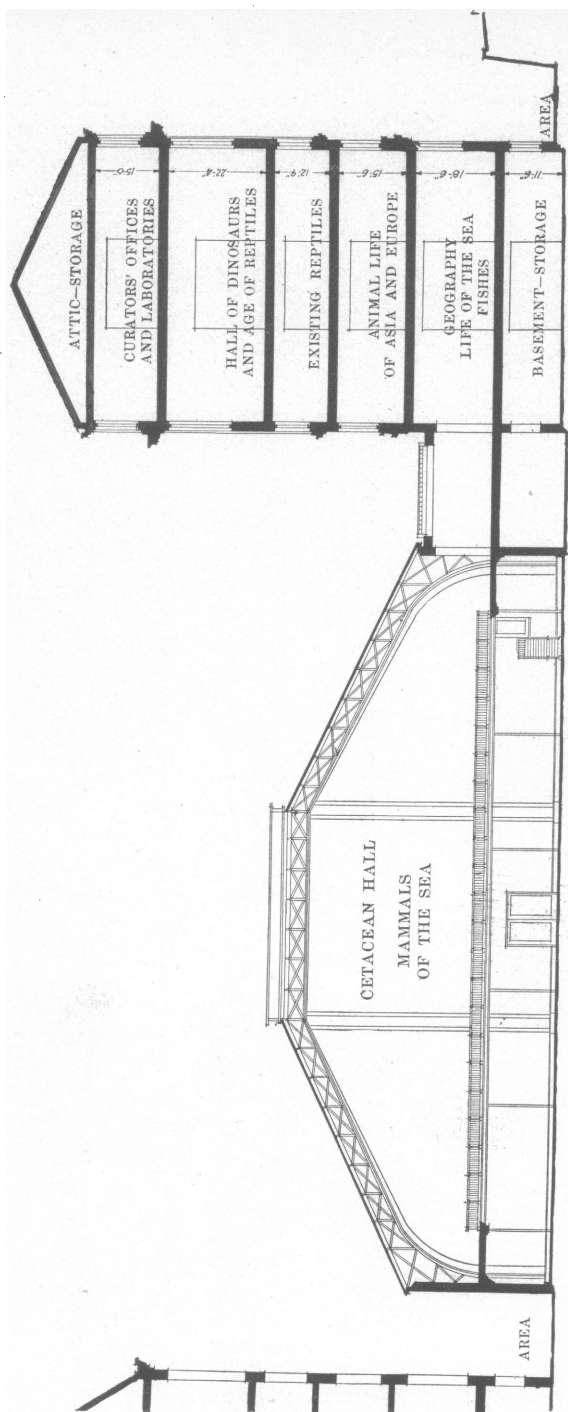 ATTIC—STORAGE
15'-0"
CURATORS' OFFICES
AND LABORATORIES
22'-4"
HALL OF DINOSAURS
AND AGE OF REPTILES
12'-9"
EXISTING REPTILES
15'-6"
ANIMAL LIFE
OF ASIA AND EUROPE
18'-6"
GEOGRAPHY
LIFE OF THE SEA
FISHES
11'-6"
BASEMENT—STORAGE
AREA
CETACEAN HALL
MAMMALS
OF THE SEA
AREA